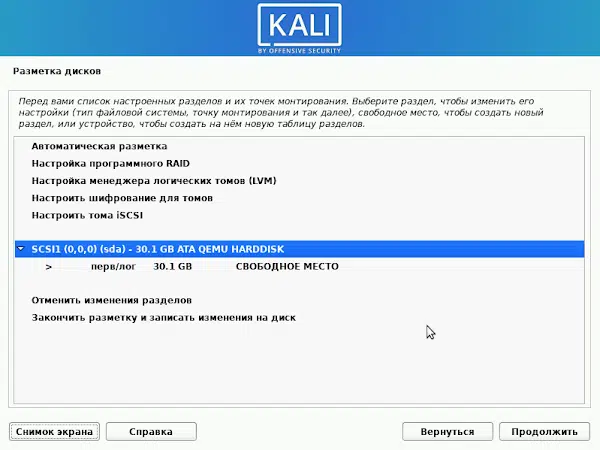 KALI
BY OFFENSIVE SECURITY
Разметка дисков
Перед вами список настроенных разделов и их точек монтирования. Выберите раздел, чтобы изменить его
настройки (тип файловой системы, точку монтирования и так далее), свободное место, чтобы создать новый
раздел, или устройство, чтобы создать на нём новую таблицу разделов.
Автоматическая разметка
Настройка программного RAID
Настройка менеджера логических томов (LVM)
Настроить шифрование для томов
Настроить тома iSCSI
SCSI1 (0,0,0) (sda) - 30.1 GB ATA QEMU HARDDISK
> перв/лог 30.1 GB СВОБОДНОЕ МЕСТО
Отменить изменения разделов
Закончить разметку и записать изменения на диск
Снимок экрана Справка Вернуться Продолжить